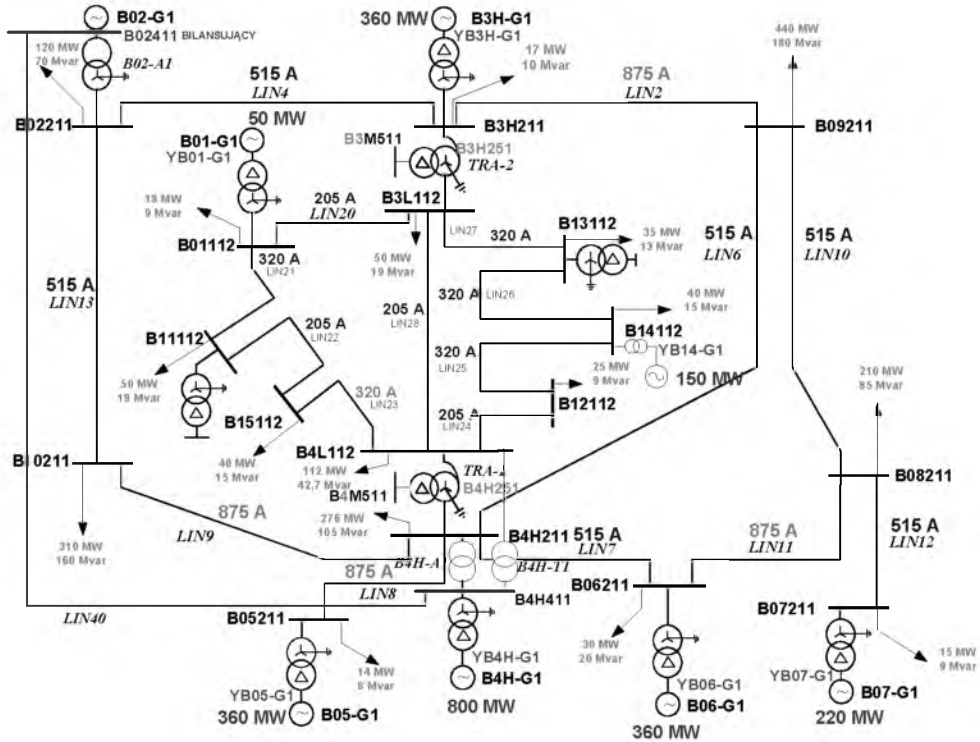 B02-G1
B02411 BILANSUJĄCY
120 MW
70 Mvar
B02-A1
360 MW
B3H-G1
YB3H-G1
17 MW
10 Mvar
440 MW
180 Mvar
515 A
LIN4
875 A
LIN2
B02211
50 MW
B3H211
B09211
B01-G1
YB01-G1
B3M511
B3H251
TRA-2
18 MW
9 Mvar
205 A
LIN20
B3L112
LIN27
B13112
35 MW
13 Mvar
B01112
320 A
LIN21
50 MW
19 Mvar
320 A
515 A
LIN6
515 A
LIN10
515 A
LIN13
320 A
LIN26
40 MW
15 Mvar
205 A
LIN28
B11112
205 A
LIN22
B14112
YB14-G1
320 A
LIN25
150 MW
25 MW
9 Mvar
B12112
50 MW
19 Mvar
320 A
LIN23
B15112
205 A
LIN24
210 MW
85 Mvar
B10211
40 MW
15 Mvar
B4L112
112 MW
42,7 Mvar
B4M511
B4H251
B08211
875 A
LIN9
276 MW
105 Mvar
B4H211
515 A
LIN7
875 A
LIN11
515 A
LIN12
310 MW
160 Mvar
B4H-T1
875 A
LIN8
B06211
LIN40
B4H411
B05211
B07211
YB4H-G1
B4H-G1
800 MW
30 MW
20 Mvar
YB06-G1
B06-G1
360 MW
15 MW
9 Mvar
YB07-G1
B07-G1
220 MW
14 MW
8 Mvar
YB05-G1
360 MW
B05-G1